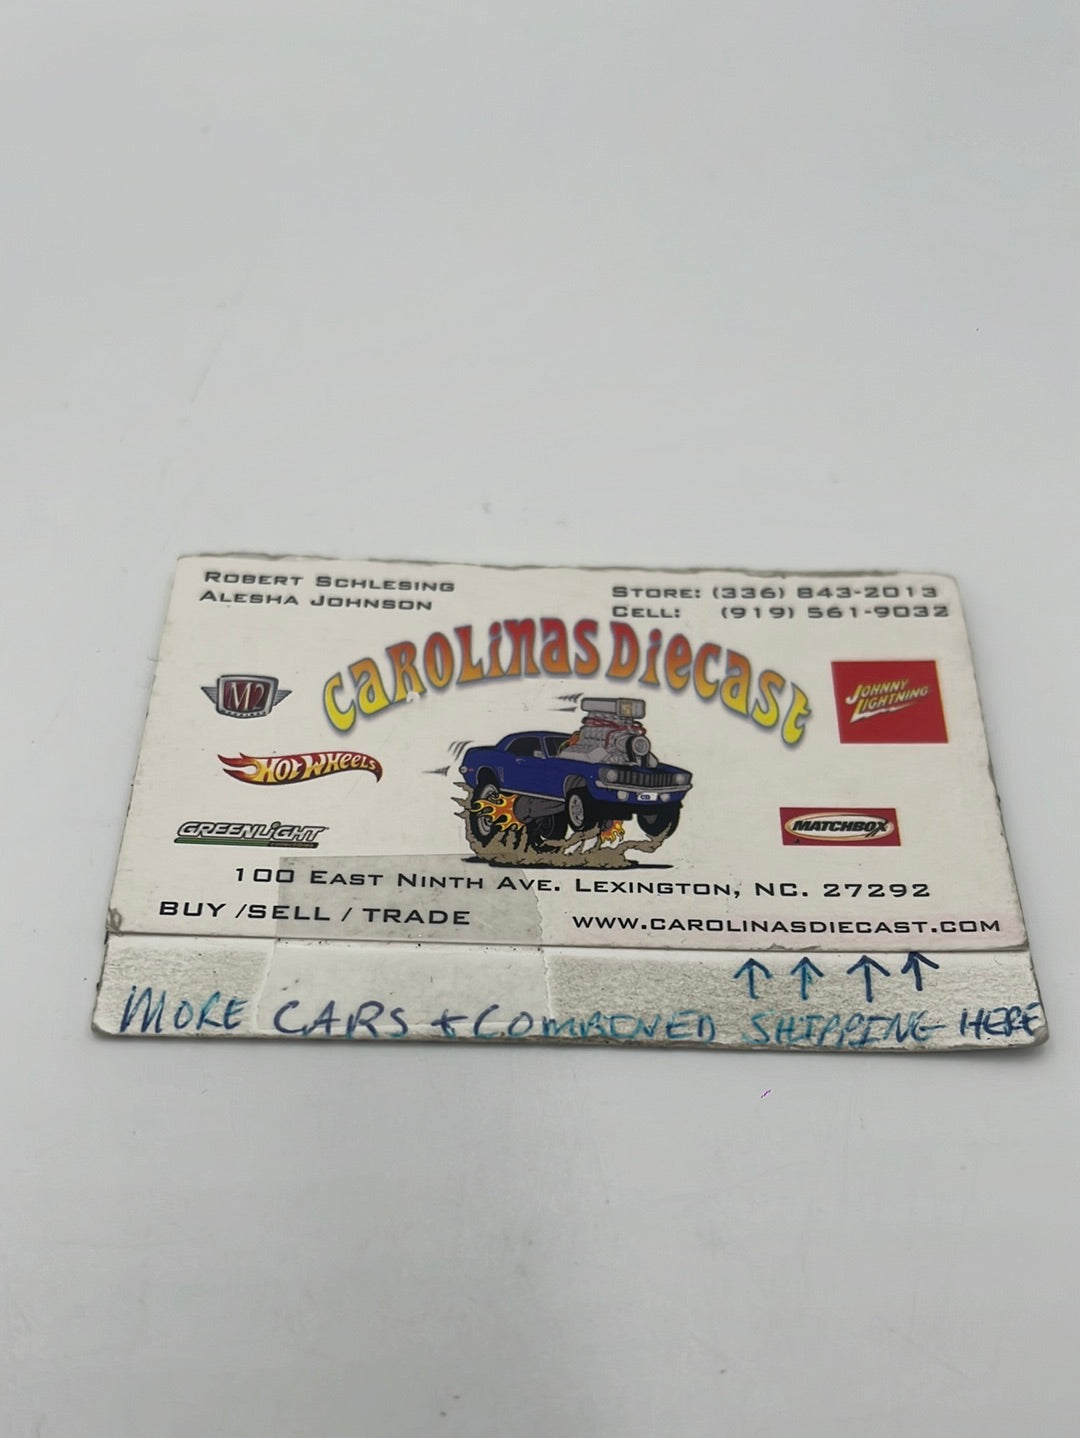 ROBERT SCHLESING
ALESHA JOHNSON
STORE: (336) 843-2013
CELL: (919) 561-9032
CAROLINAS DIECAST
M2
JOHNNY LIGHTNING
HOT WHEELS
GREENLIGHT
MATCHBOX
CD
100 EAST NINTH AVE. LEXINGTON, NC. 27292
BUY /SELL / TRADE
WWW.CAROLINASDIECAST.COM
↑ ↑ ↑ ↑
MORE CARS & COMBINED SHIPPING HERE